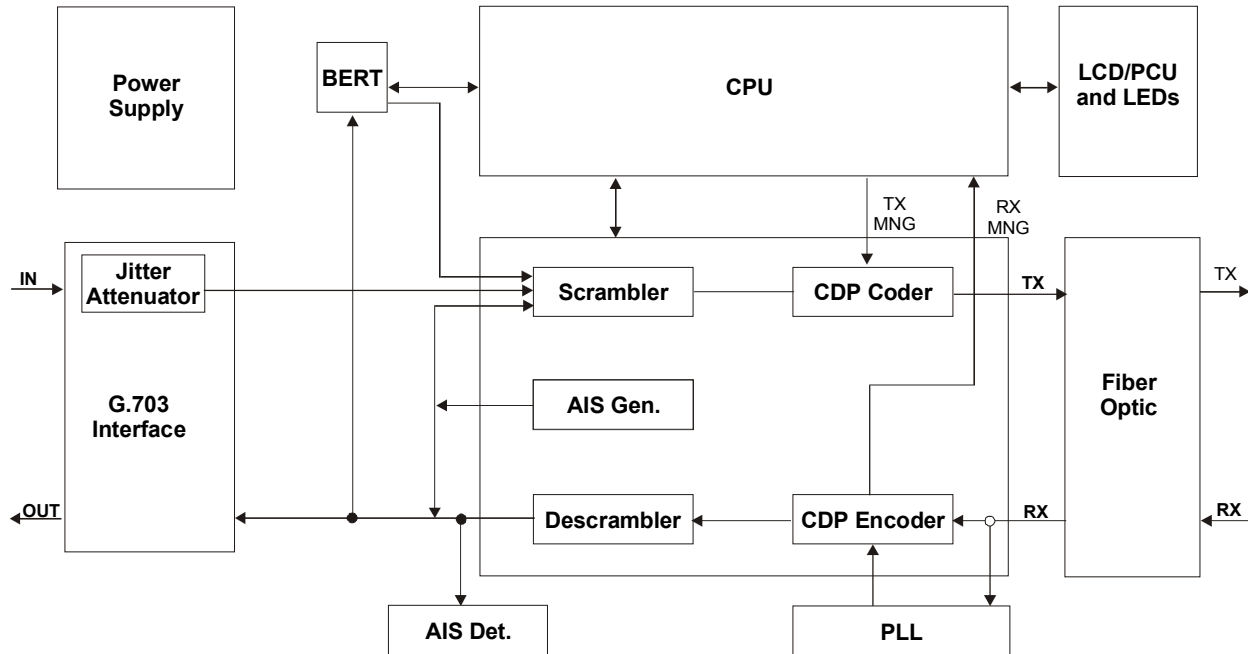 Power
Supply
BERT
CPU
LCD/PCU
and LEDs
TX
MNG
RX
MNG
IN
Jitter
Attenuator
Scrambler
CDP Coder
TX
TX
G.703
Interface
AIS Gen.
Fiber
Optic
OUT
Descrambler
CDP Encoder
RX
RX
AIS Det.
PLL